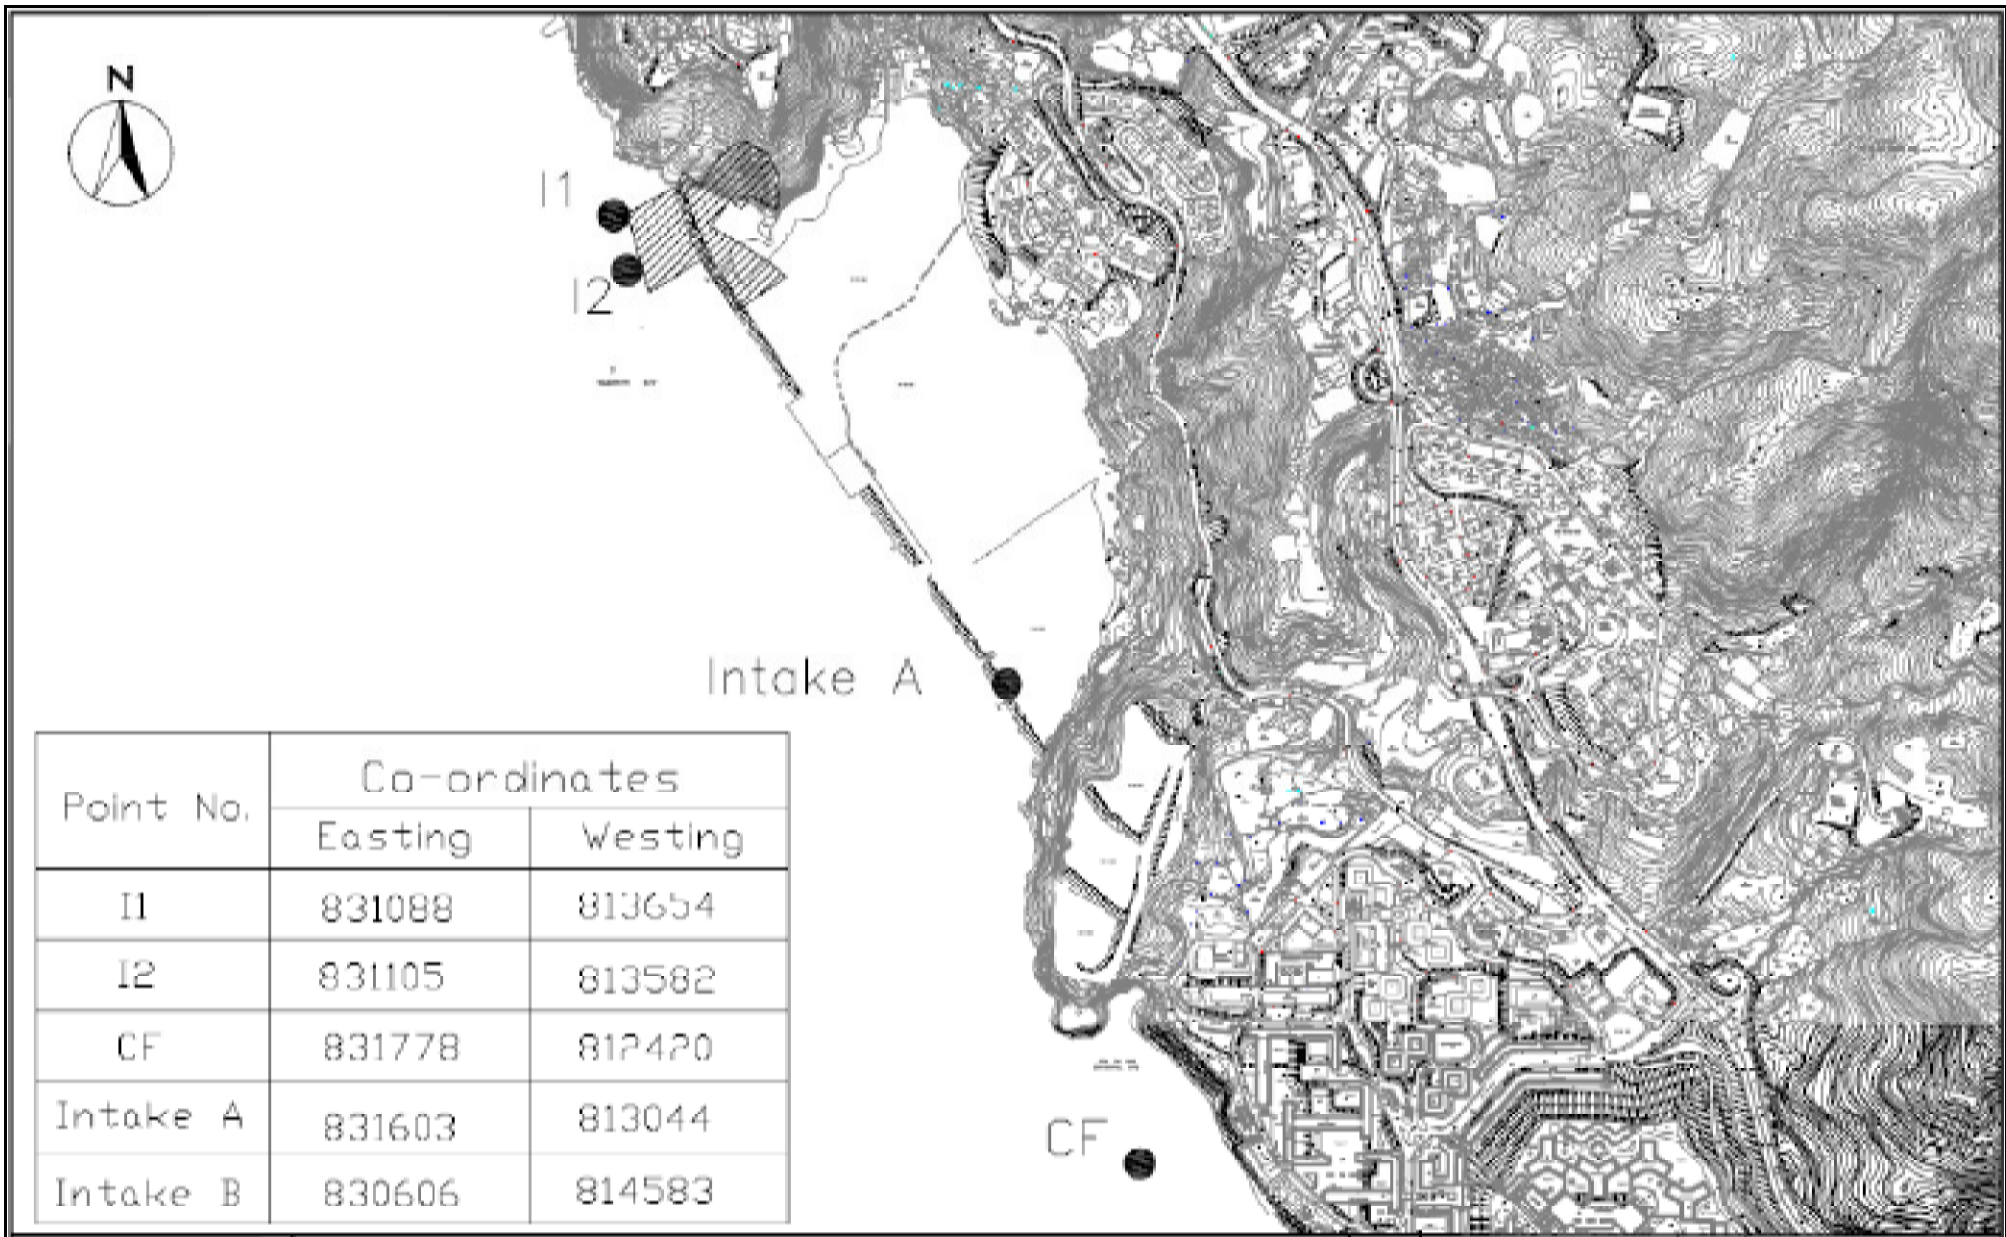 N
I1
I2
Intake A
Point No.
Co-ordinates
Easting
Westing
I1 831088 813654
I2 831105 813582
CF 831778 812420
Intake A 831603 813044
Intake B 830606 814583
CF